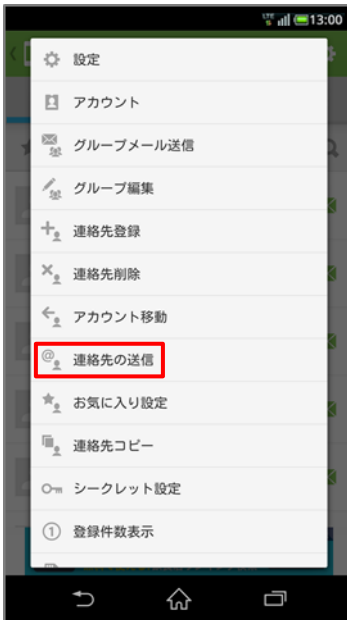 LTE 13:00
設定
アカウント
グループメール送信
グループ編集
連絡先登録
連絡先削除
アカウント移動
@ 連絡先の送信
お気に入り設定
連絡先コピー
シークレット設定
1 登録件数表示